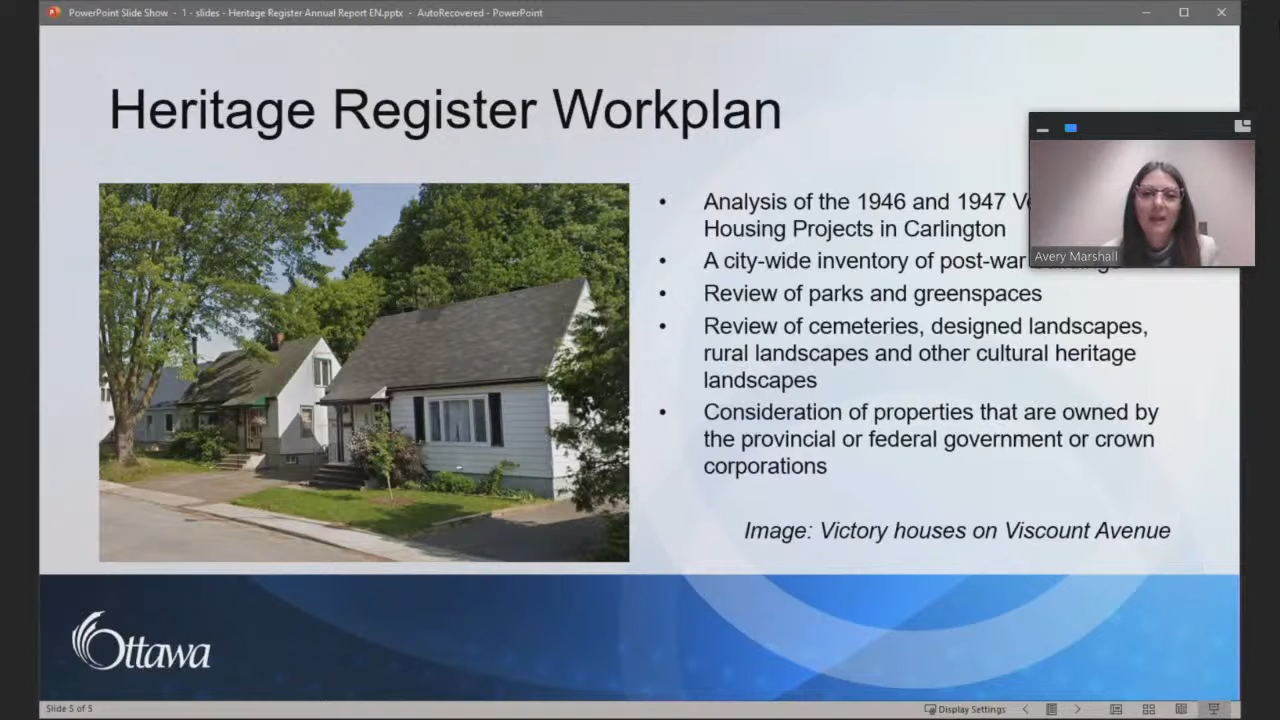 PowerPoint Slide Show - 1 - slides - Heritage Register Annual Report EN.pptx - AutoRecovered - PowerPoint
Heritage Register Workplan
• Analysis of the 1946 and 1947
Housing Projects in Carlington
• A city-wide inventory of post-war
• Review of parks and greenspaces
• Review of cemeteries, designed landscapes,
rural landscapes and other cultural heritage
landscapes
• Consideration of properties that are owned by
the provincial or federal government or crown
corporations
Image: Victory houses on Viscount Avenue
Avery Marshall
Ottawa
Slide 5 of 5
Display Settings